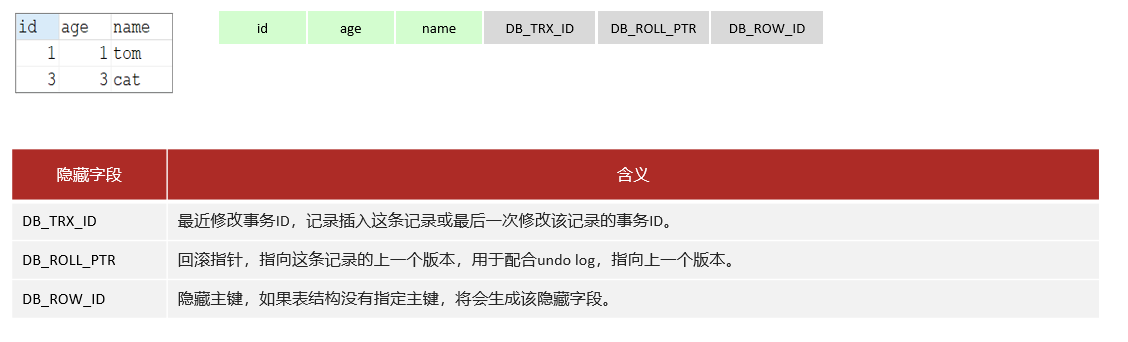 id age name
1 1 tom
3 3 cat
id age name DB_TRX_ID DB_ROLL_PTR DB_ROW_ID
隐藏字段 含义
DB_TRX_ID 最近修改事务ID，记录插入这条记录或最后一次修改该记录的事务ID。
DB_ROLL_PTR 回滚指针，指向这条记录的上一个版本，用于配合undo log，指向上一个版本。
DB_ROW_ID 隐藏主键，如果表结构没有指定主键，将会生成该隐藏字段。